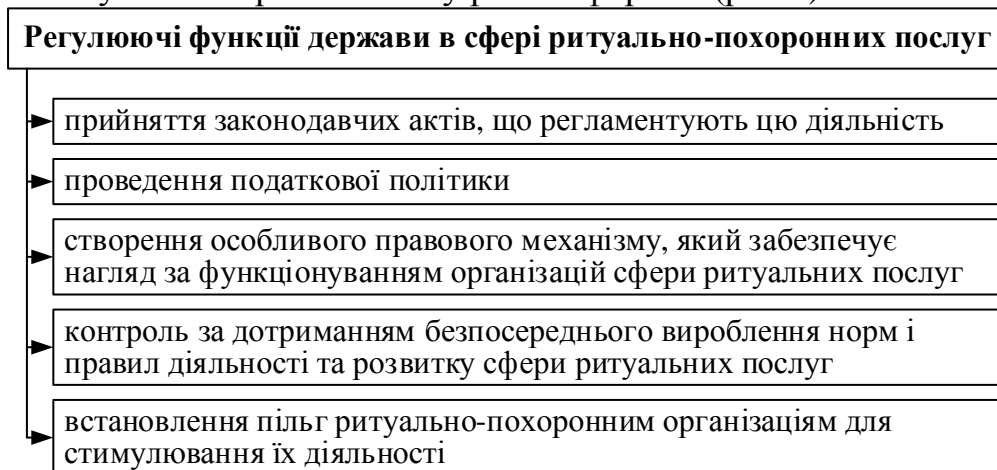 Регулюючі функції держави в сфері ритуально-похоронних послуг
прийняття законодавчих актів, що регламентують цю діяльність
проведення податкової політики
створення особливого правового механізму, який забезпечує
нагляд за функціонуванням організацій сфери ритуальних послуг
контроль за дотриманням безпосереднього вироблення норм і
правил діяльності та розвитку сфери ритуальних послуг
встановлення пільг ритуально-похоронним організаціям для
стимулювання їх діяльності